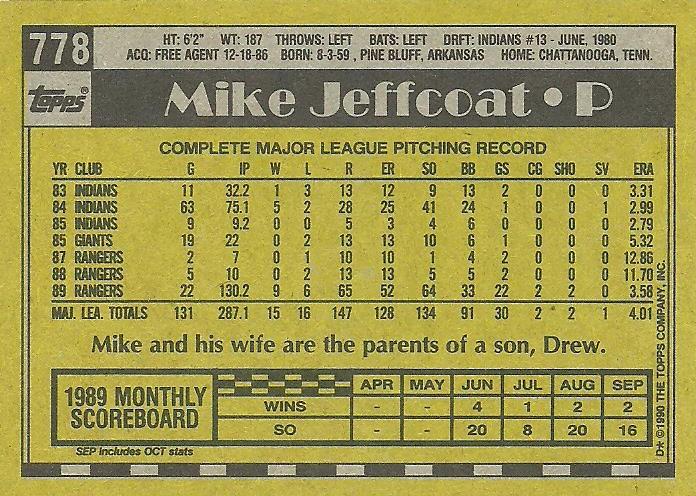 778
HT: 6'2" WT: 187 THROWS: LEFT BATS: LEFT DRFT: INDIANS #13 - JUNE, 1980
ACQ: FREE AGENT 12-18-86 BORN: 8-3-59 , PINE BLUFF, ARKANSAS HOME: CHATTANOOGA, TENN.
topps®
Mike Jeffcoat • P
COMPLETE MAJOR LEAGUE PITCHING RECORD
YR CLUB G IP W L R ER SO BB GS CG SHO SV ERA
83 INDIANS 11 32.2 1 3 13 12 9 13 2 0 0 0 3.31
84 INDIANS 63 75.1 5 2 28 25 41 24 1 0 0 1 2.99
85 INDIANS 9 9.2 0 0 5 3 4 6 0 0 0 0 2.79
85 GIANTS 19 22 0 2 13 13 10 6 1 0 0 0 5.32
87 RANGERS 2 7 0 1 10 10 1 4 2 0 0 0 12.86
88 RANGERS 5 10 0 2 13 13 5 5 2 0 0 0 11.70
89 RANGERS 22 130.2 9 6 65 52 64 33 22 2 2 0 3.58
MAJ. LEA. TOTALS 131 287.1 15 16 147 128 134 91 30 2 2 1 4.01
Mike and his wife are the parents of a son, Drew.
1989 MONTHLY
SCOREBOARD
APR MAY JUN JUL AUG SEP
WINS - - 4 1 2 2
SO - - 20 8 20 16
SEP Includes OCT stats
D* ©1990 THE TOPPS COMPANY, INC.